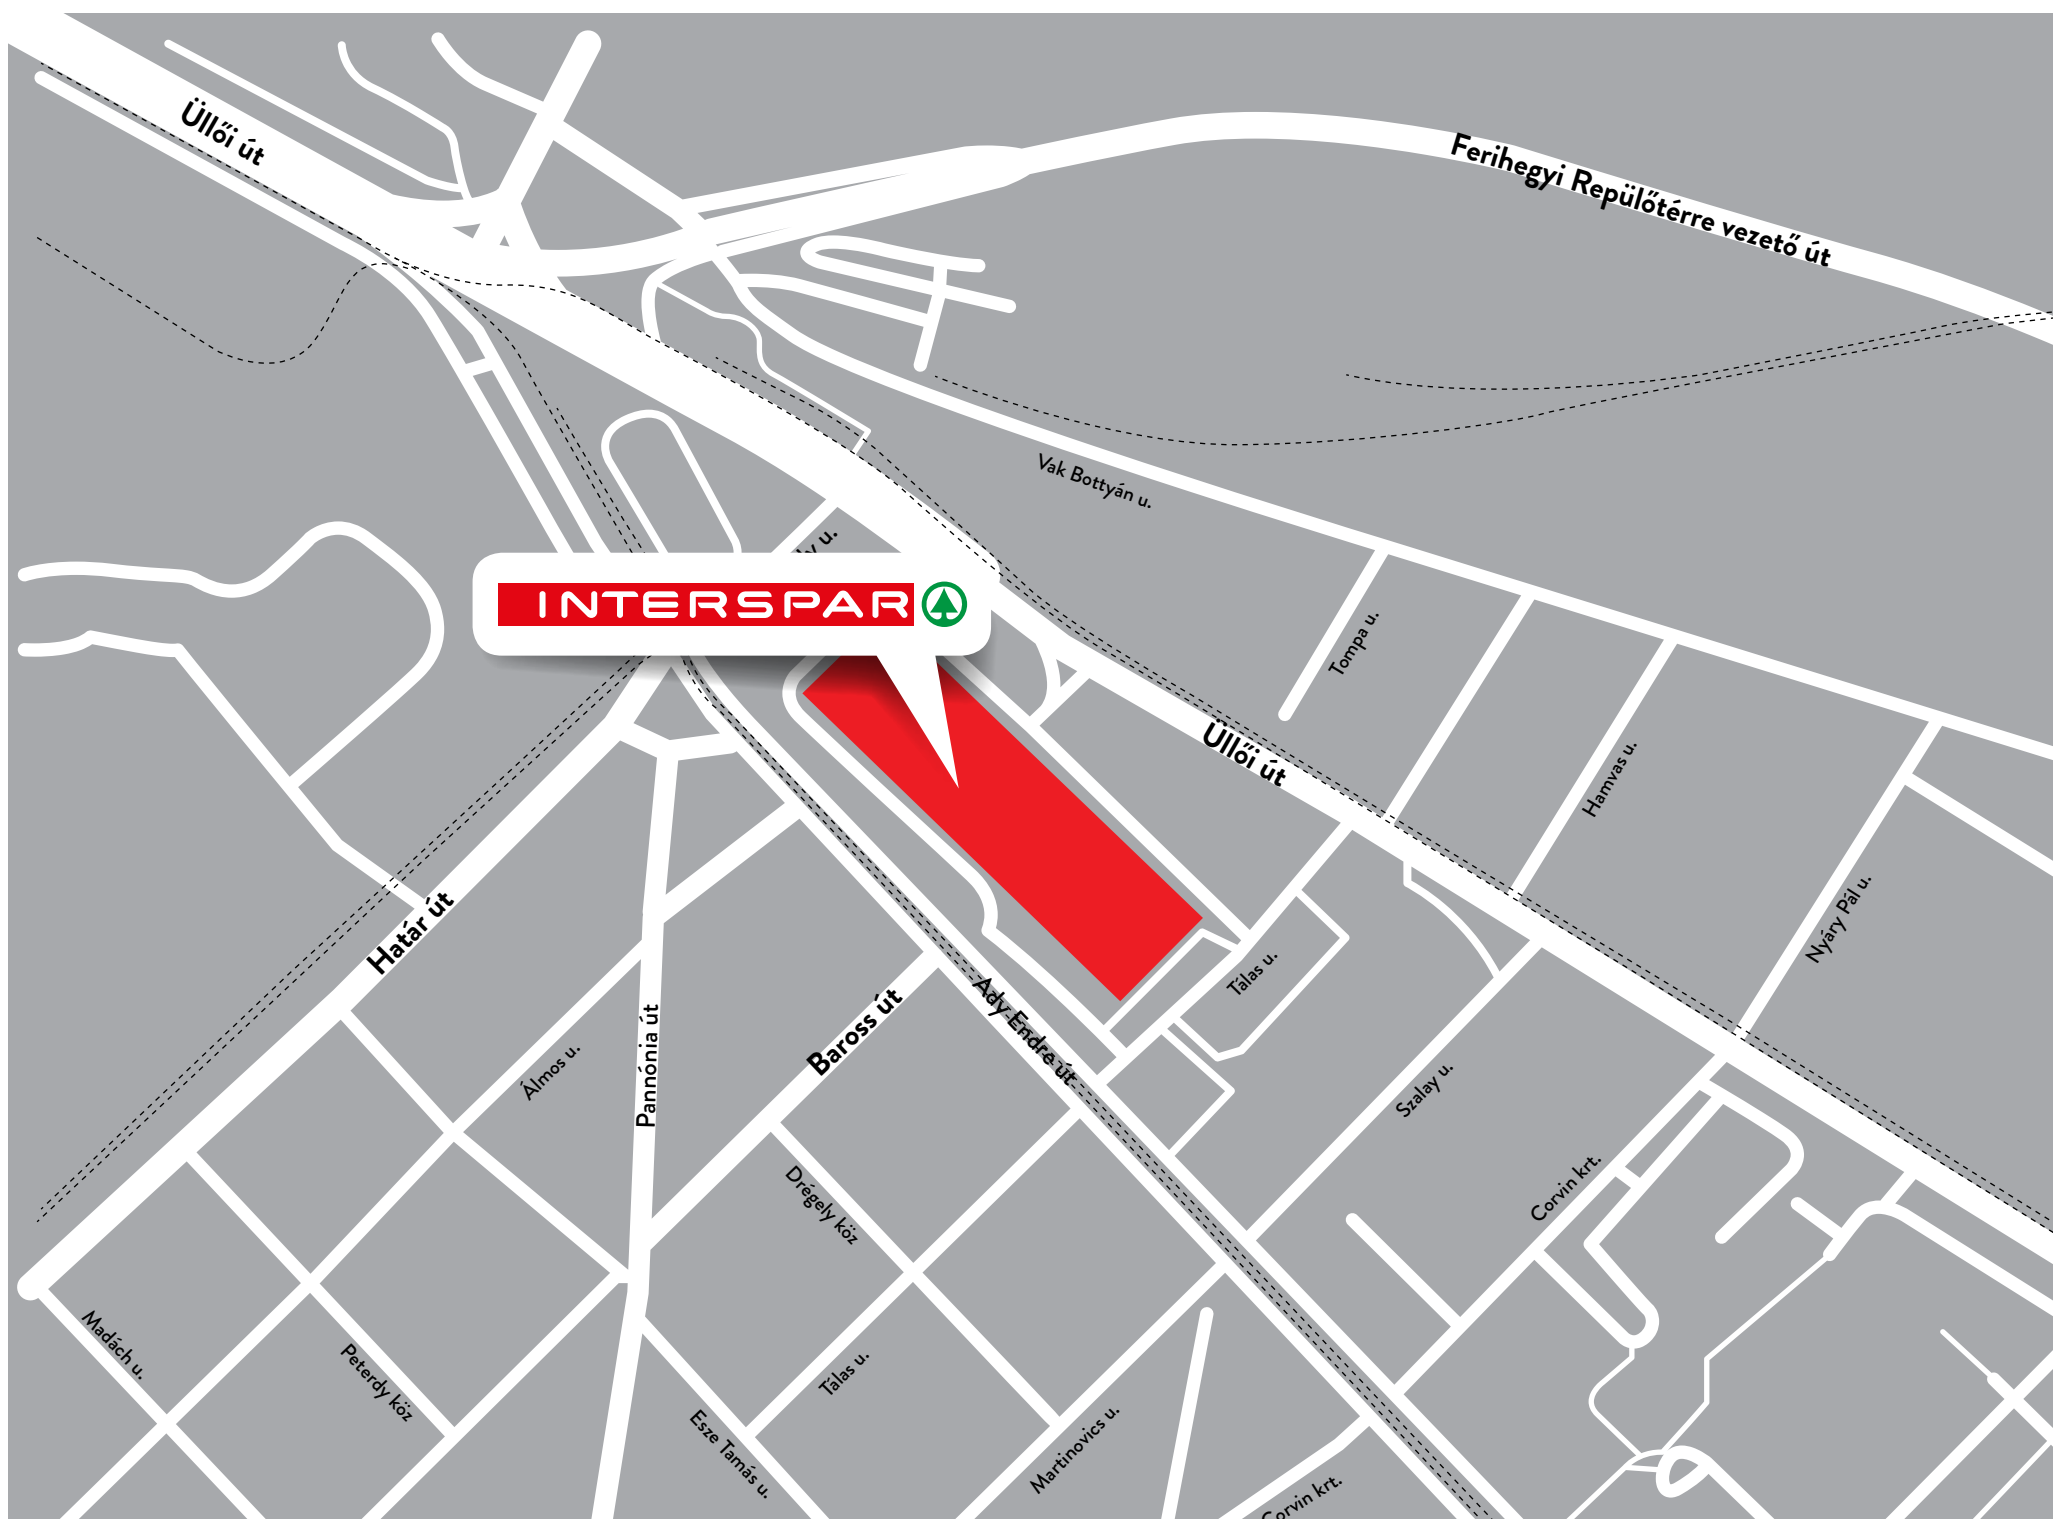 Üllői út
Ferihegyi Repülőtérre vezető út
Vak Bottyán u.
u.
INTERSPAR
Tompa u.
Üllői út
Hamvas u.
Nyáry Pál u.
Határ út
Tálas u.
Ady Endre út
Baross út
Pannónia út
Álmos u.
Szalay u.
Corvin krt.
Drégely köz
Madách u.
Peterdy köz
Tálas u.
Esze Tamás u.
Martinovics u.
Corvin krt.